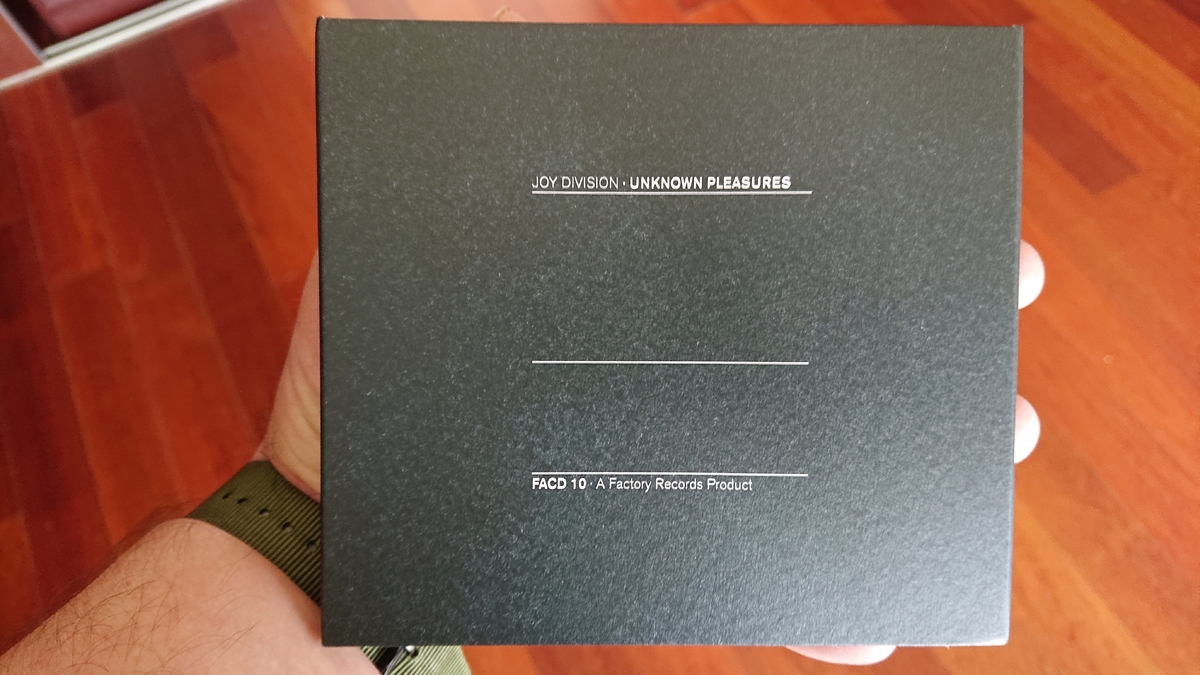 JOY DIVISION · UNKNOWN PLEASURES
FACD 10 · A Factory Records Product